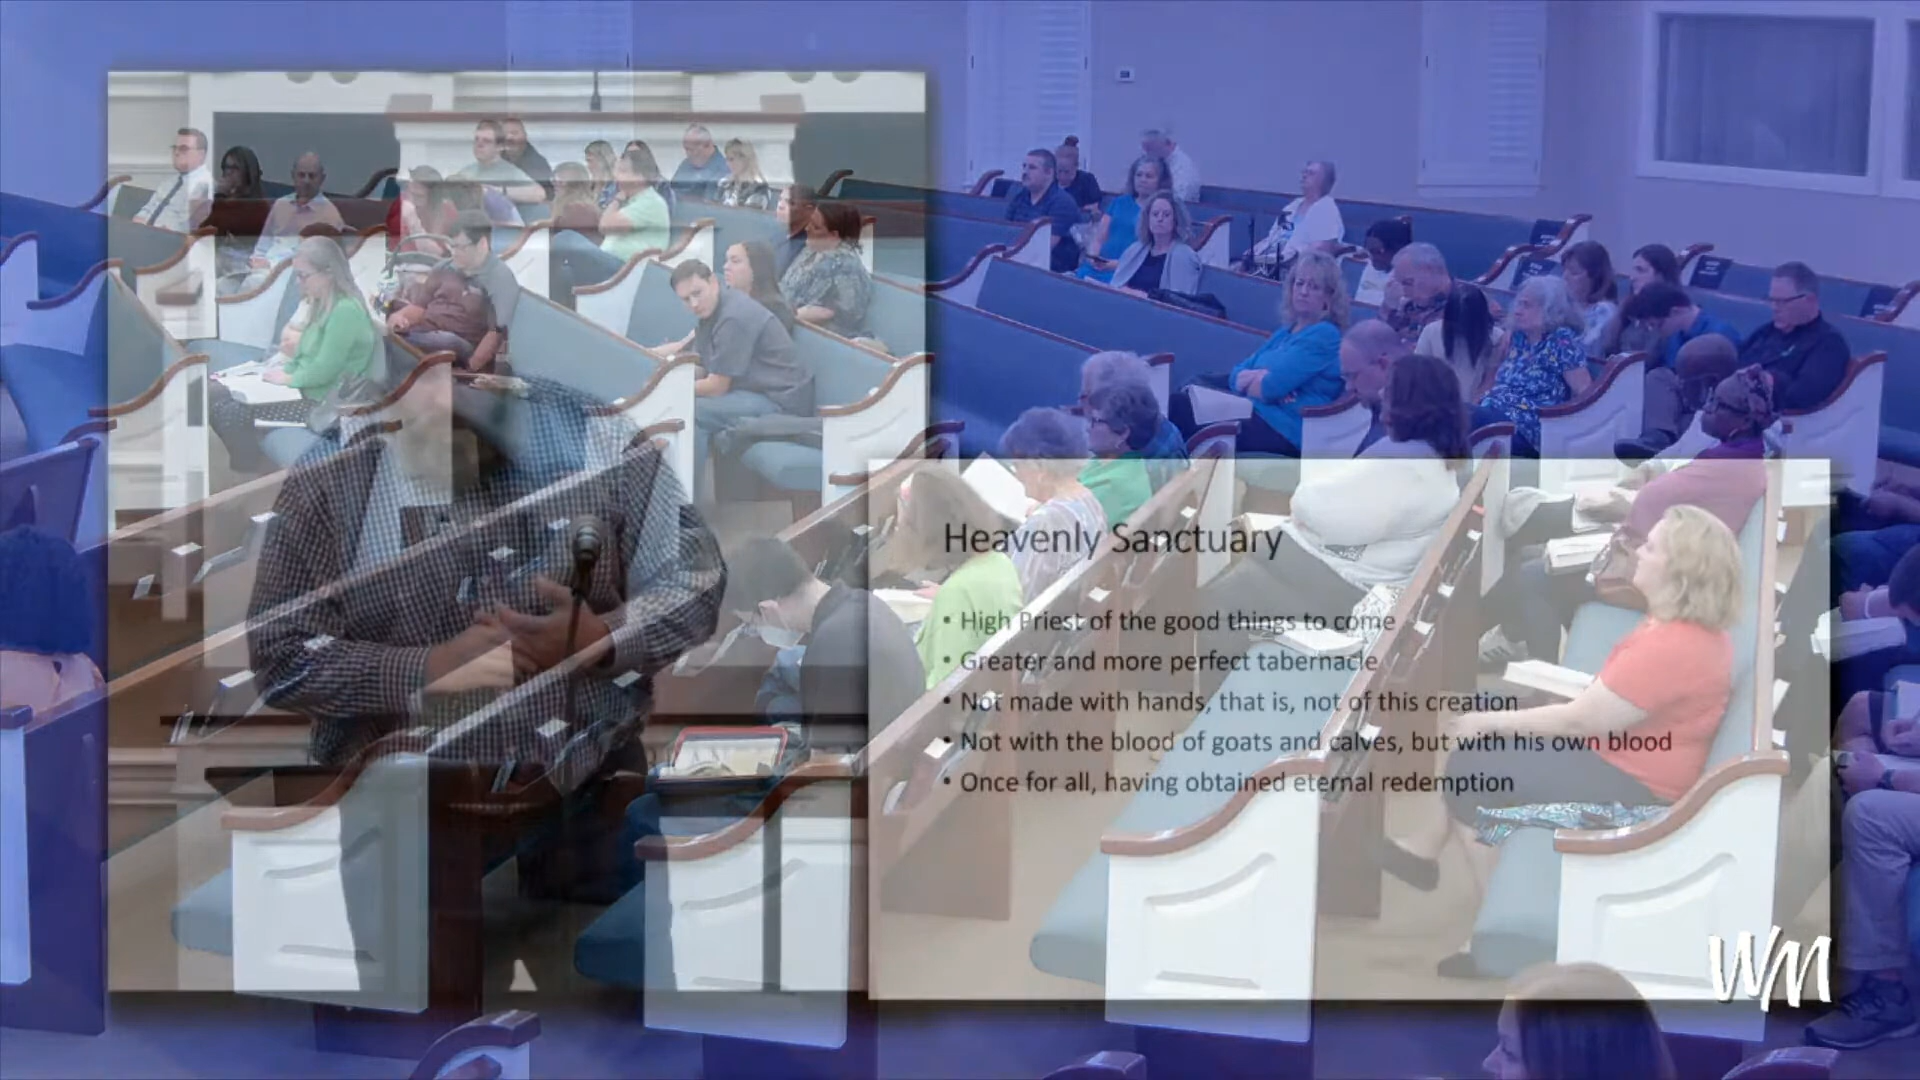 Heavenly Sanctuary
• High Priest of the good things to come
• Greater and more perfect tabernacle
• Not made with hands, that is, not of this creation
• Not with the blood of goats and calves, but with his own blood
• Once for all, having obtained eternal redemption
WM